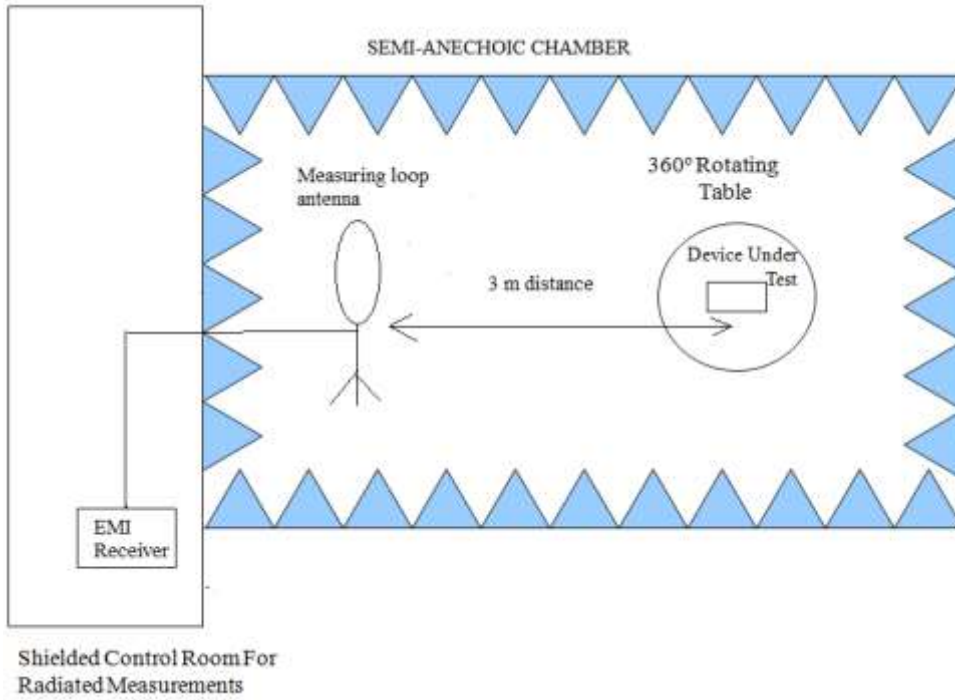 SEMI-ANECHOIC CHAMBER
Measuring loop
antenna
360º Rotating
Table
Device Under
Test
3 m distance
EMI
Receiver
Shielded Control Room For
Radiated Measurements